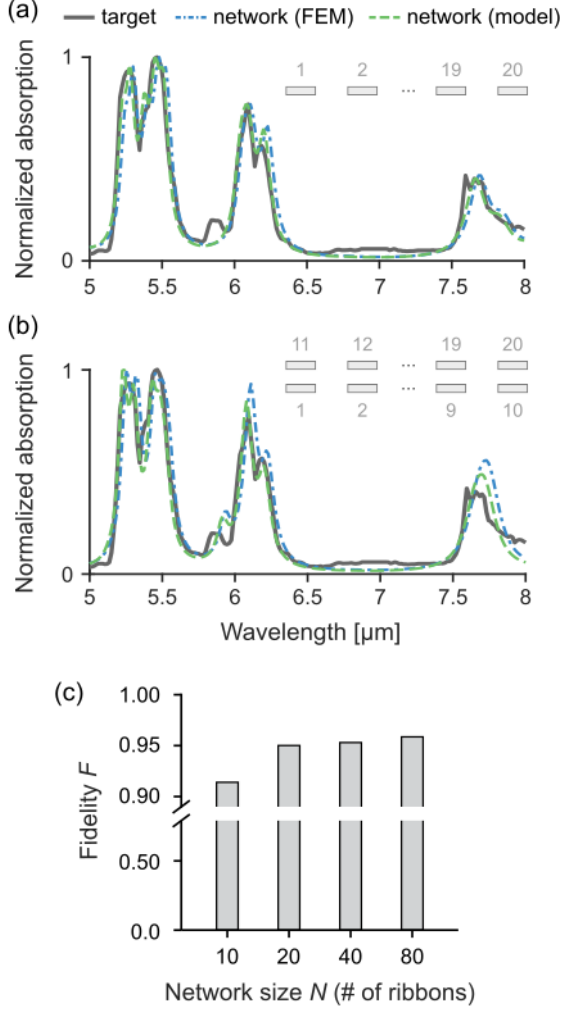 (a)
target network (FEM) network (model)
Normalized absorption
1
0
1 2 ... 19 20
5 5.5 6 6.5 7 7.5 8
(b)
Normalized absorption
1
0
11 12 ... 19 20
1 2 ... 9 10
5 5.5 6 6.5 7 7.5 8
Wavelength [µm]
(c)
Fidelity F
1.00
0.95
0.90
0.50
0.0
10 20 40 80
Network size N (# of ribbons)